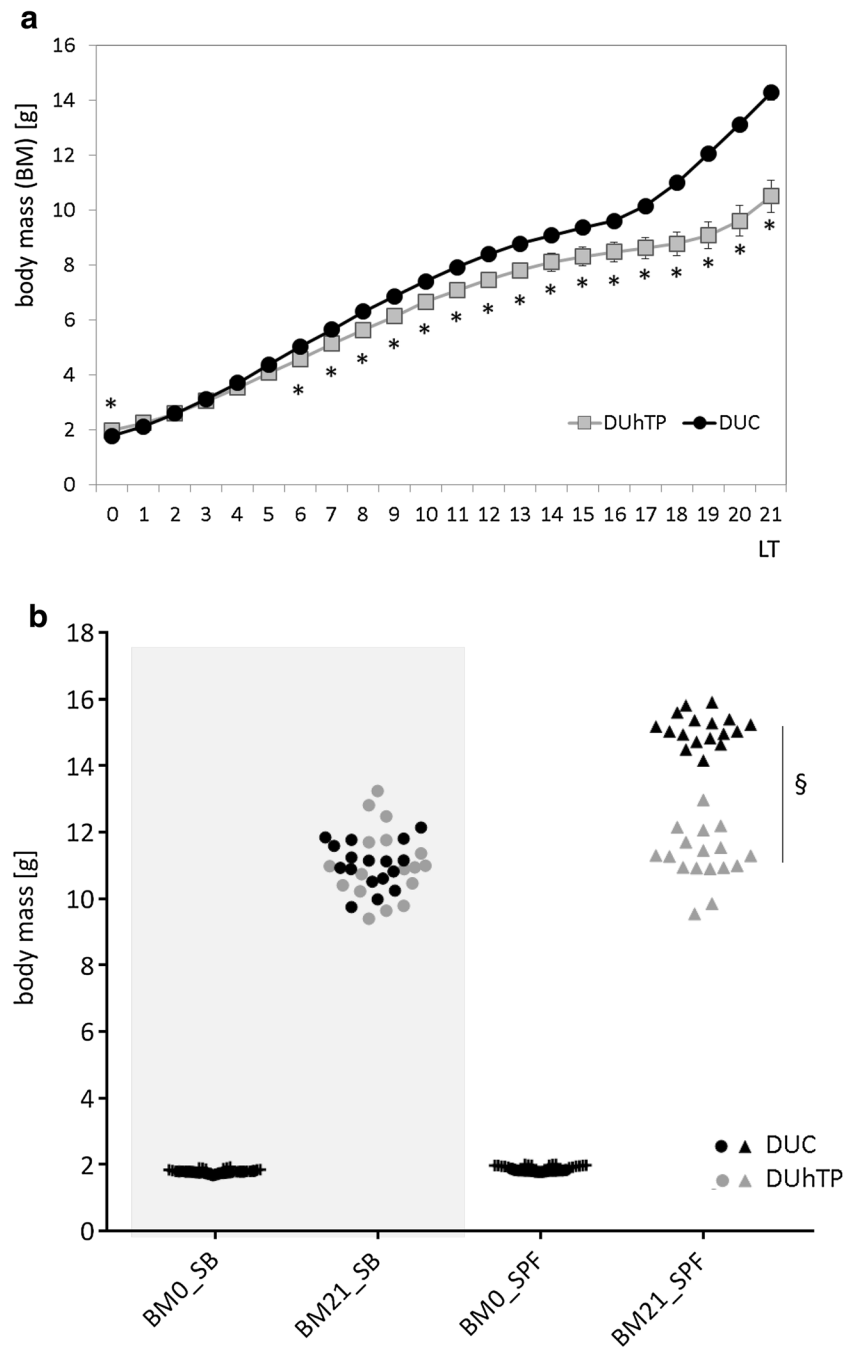 a
body mass (BM) [g]
16
14
12
10
8
6
4
2
0
* * * * * * * * * * * * * * * * *
DUhTP DUC
0 1 2 3 4 5 6 7 8 9 10 11 12 13 14 15 16 17 18 19 20 21
LT
b
body mass [g]
18
16
14
12
10
8
6
4
2
0
§
DUC
DUhTP
BM0_SB
BM21_SB
BM0_SPF
BM21_SPF